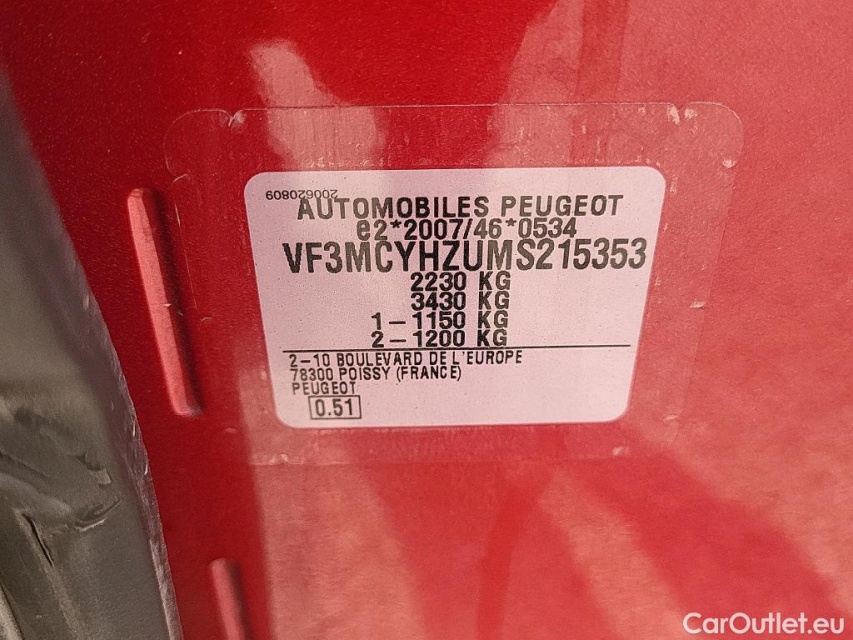 200620809
AUTOMOBILES PEUGEOT
e2*2007/46*0534
VF3MCYHZUMS215353
2230 KG
3430 KG
1-1150 KG
2-1200 KG
2-10 BOULEVARD DE L'EUROPE
78300 POISSY (FRANCE)
PEUGEOT
0.51
CarOutlet.eu